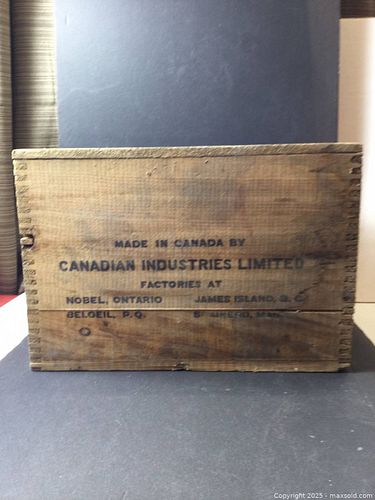 MADE IN CANADA BY
CANADIAN INDUSTRIES LIMITED
FACTORIES AT
NOBEL, ONTARIO JAMES ISLAND, B. C.
BELOEIL, P.Q.
Copyright 2025 - maxsold.com